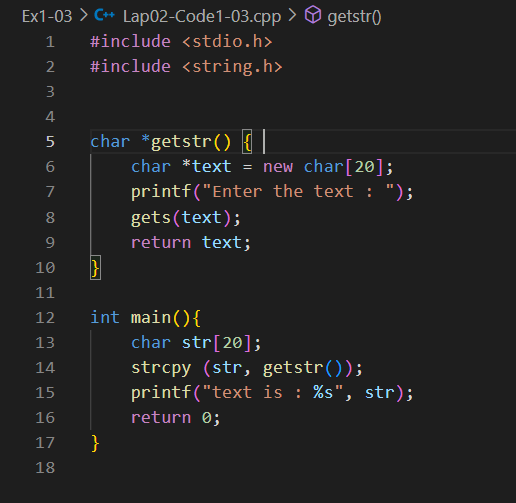 Ex1-03 > C++ Lap02-Code1-03.cpp > getstr()
1 #include <stdio.h>
2 #include <string.h>
3
4
5 char *getstr() {
6     char *text = new char[20];
7     printf("Enter the text : ");
8     gets(text);
9     return text;
10 }
11
12 int main(){
13     char str[20];
14     strcpy (str, getstr());
15     printf("text is : %s", str);
16     return 0;
17 }
18